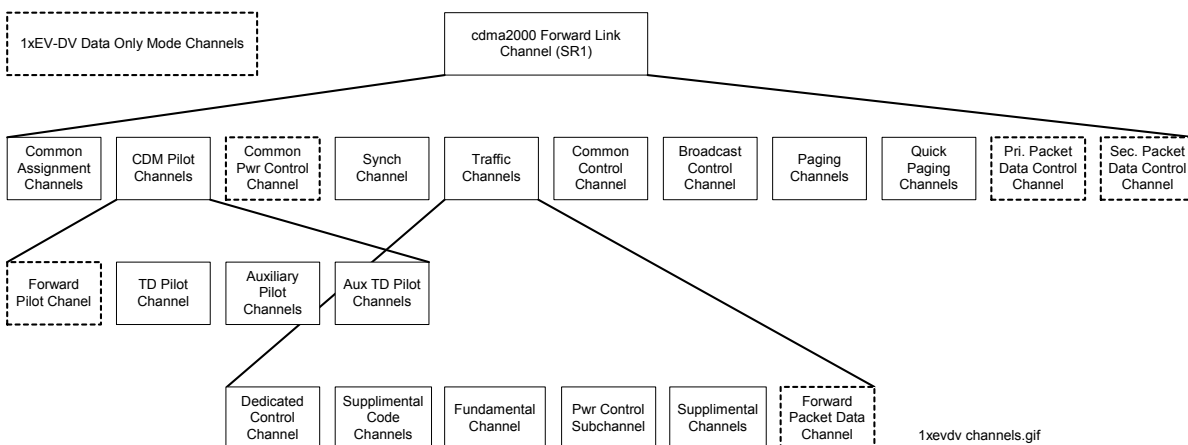 1xEV-DV Data Only Mode Channels
cdma2000 Forward Link
Channel (SR1)
Common
Assignment
Channels
CDM Pilot
Channels
Common
Pwr Control
Channel
Synch
Channel
Traffic
Channels
Common
Control
Channel
Broadcast
Control
Channel
Paging
Channels
Quick
Paging
Channels
Pri. Packet
Data Control
Channel
Sec. Packet
Data Control
Channel
Forward
Pilot Chanel
TD Pilot
Channel
Auxiliary
Pilot
Channels
Aux TD Pilot
Channels
Dedicated
Control
Channel
Supplimental
Code
Channels
Fundamental
Channel
Pwr Control
Subchannel
Supplimental
Channels
Forward
Packet Data
Channel
1xevdv channels.gif